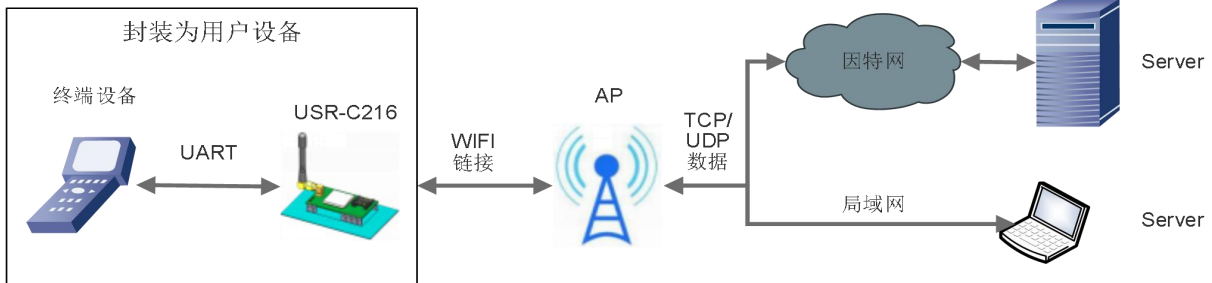 封装为用户设备
终端设备
USR-C216
UART
WIFI
链接
AP
TCP/
UDP
数据
因特网
Server
局域网
Server